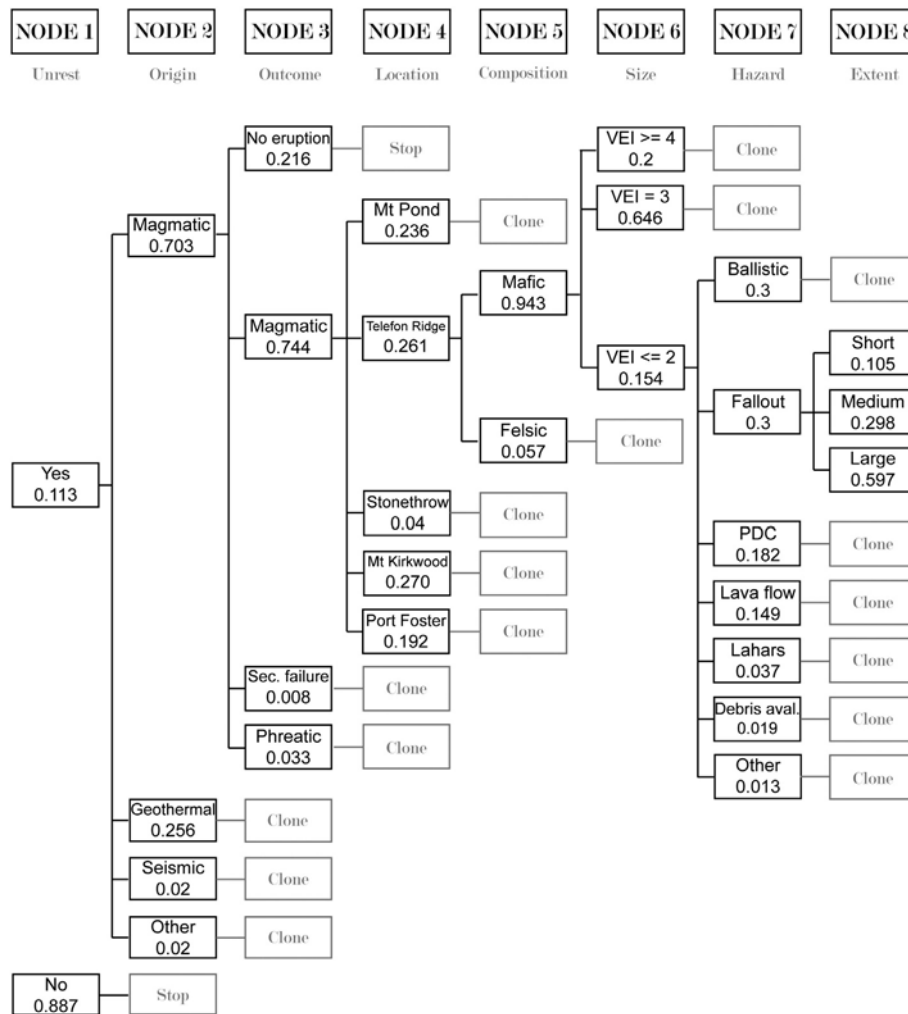 NODE 1 NODE 2 NODE 3 NODE 4 NODE 5 NODE 6 NODE 7 NODE 8
Unrest Origin Outcome Location Composition Size Hazard Extent
No eruption
0.216
Stop
VEI >= 4
0.2
Clone
VEI = 3
0.646
Clone
Magmatic
0.703
Mt Pond
0.236
Clone
Mafic
0.943
Ballistic
0.3
Clone
Magmatic
0.744
Telefon Ridge
0.261
VEI <= 2
0.154
Short
0.105
Fallout
0.3
Medium
0.298
Felsic
0.057
Clone
Large
0.597
Yes
0.113
Stonethrow
0.04
Clone
PDC
0.182
Clone
Mt Kirkwood
0.270
Clone
Lava flow
0.149
Clone
Port Foster
0.192
Clone
Lahars
0.037
Clone
Sec. failure
0.008
Clone
Debris aval.
0.019
Clone
Phreatic
0.033
Clone
Other
0.013
Clone
Geothermal
0.256
Clone
Seismic
0.02
Clone
Other
0.02
Clone
No
0.887
Stop